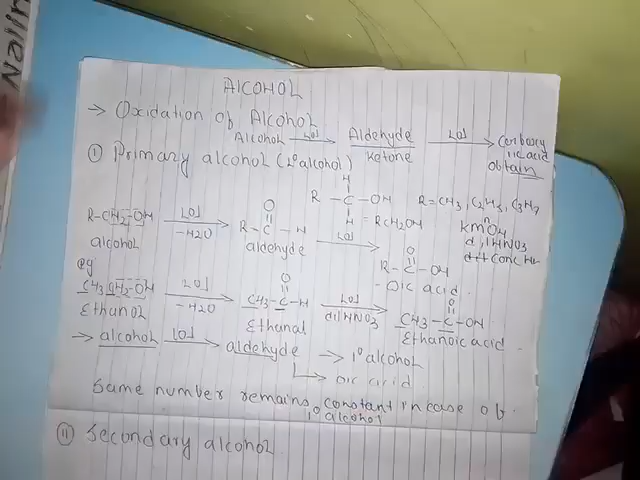 Nalin
ALCOHOL
→ Oxidation of Alcohol
Alcohol [O] → Aldehyde / ketone [O] → Carboxylic acid obtain
① Primary alcohol (1° alcohol)
H
R - C - OH R = CH3, C2H5, C3H7
H = RCH2OH
KMnO4
dil HNO3
O O
R-CH2-OH [O] → -H2O R - C - H [O] → R - C - OH
alcohol aldehyde - oic acid
eg
CH3 CH2-OH [O] → -H2O CH3 - C - H [O] → dil HNO3 CH3 - C - OH
O O
Ethanol Ethanal Ethanoic acid
→ alcohol [O] → aldehyde → 1° alcohol
↳ oic acid
Same number remains constant in case of
1° alcohol
② Secondary alcohol